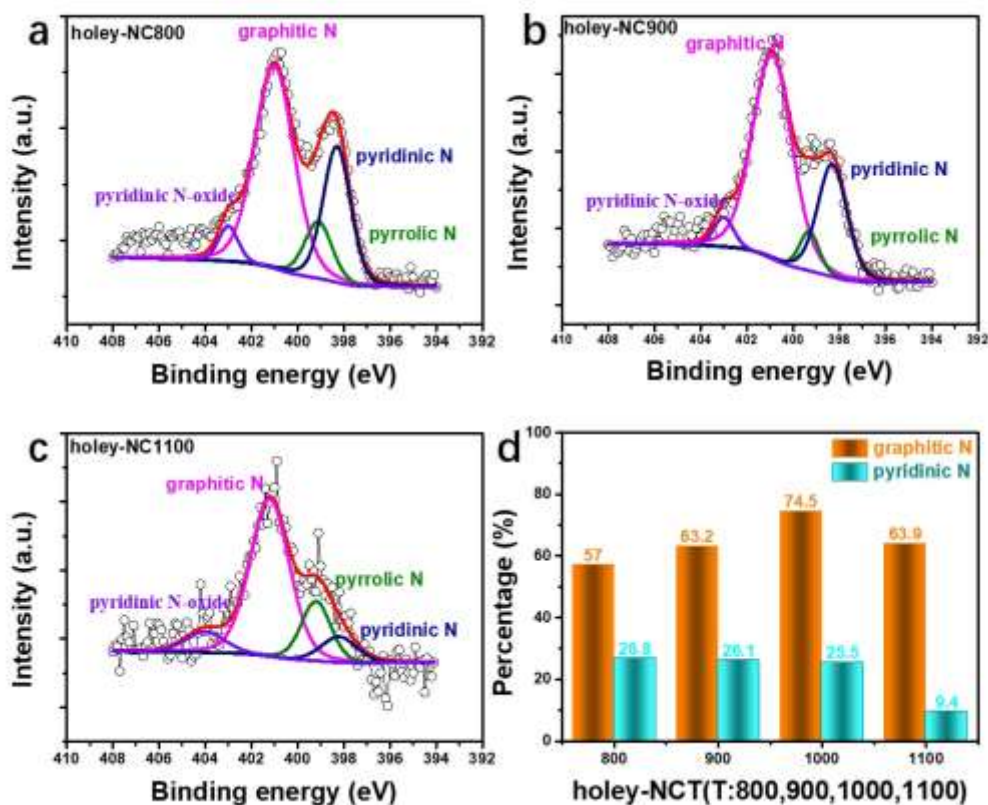 a
holey-NC800
graphitic N
pyridinic N
pyridinic N-oxide
pyrrolic N
Intensity (a.u.)
410 408 406 404 402 400 398 396 394 392
Binding energy (eV)
b
holey-NC900
graphitic N
pyridinic N
pyridinic N-oxide
pyrrolic N
Intensity (a.u.)
410 408 406 404 402 400 398 396 394 392
Binding energy (eV)
c
holey-NC1100
graphitic N
pyrrolic N
pyridinic N-oxide
pyridinic N
Intensity (a.u.)
410 408 406 404 402 400 398 396 394 392
Binding energy (eV)
d
graphitic N
pyridinic N
Percentage (%)
100
80
60
40
20
0
57
63.2
74.5
63.9
26.8
26.1
25.5
9.4
800 900 1000 1100
holey-NCT(T:800,900,1000,1100)